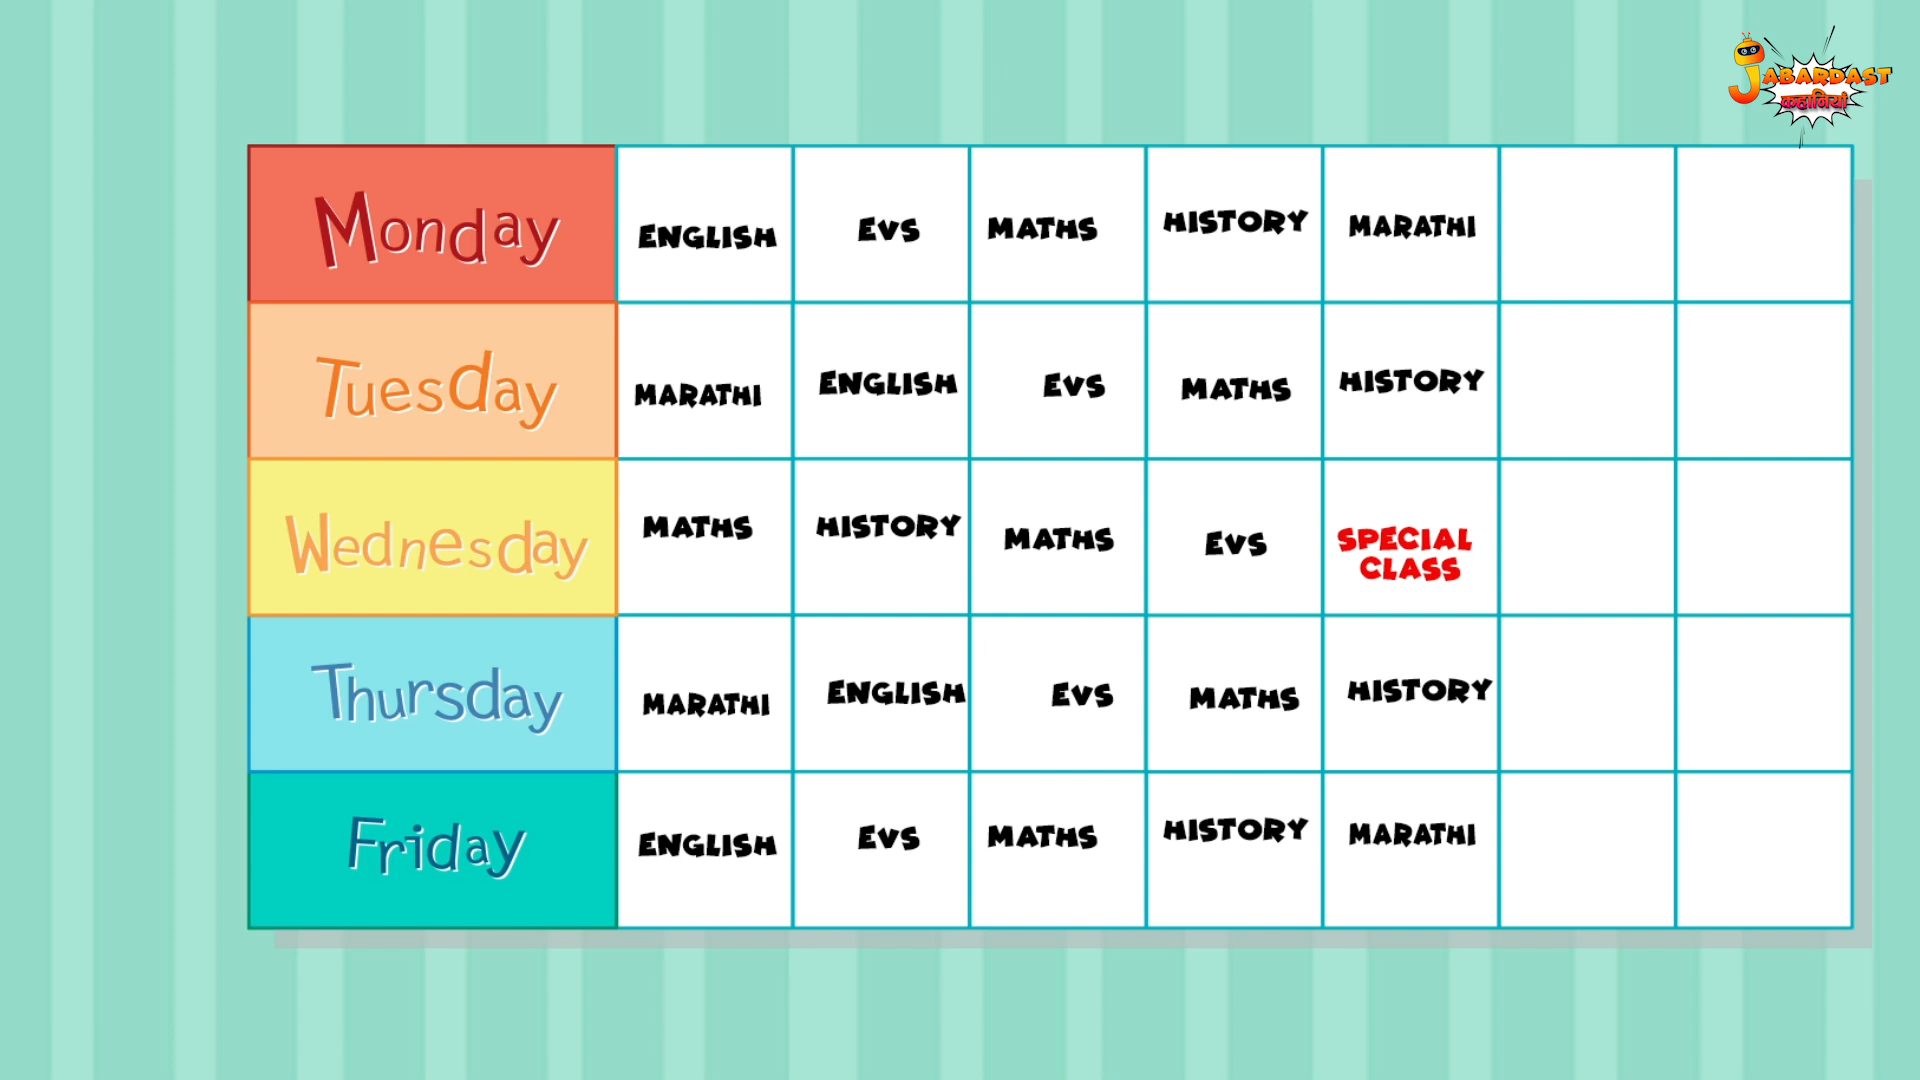 JABARDAST
कहानियाँ
Monday ENGLISH EVS MATHS HISTORY MARATHI
Tuesday MARATHI ENGLISH EVS MATHS HISTORY
Wednesday MATHS HISTORY MATHS EVS SPECIAL CLASS
Thursday MARATHI ENGLISH EVS MATHS HISTORY
Friday ENGLISH EVS MATHS HISTORY MARATHI